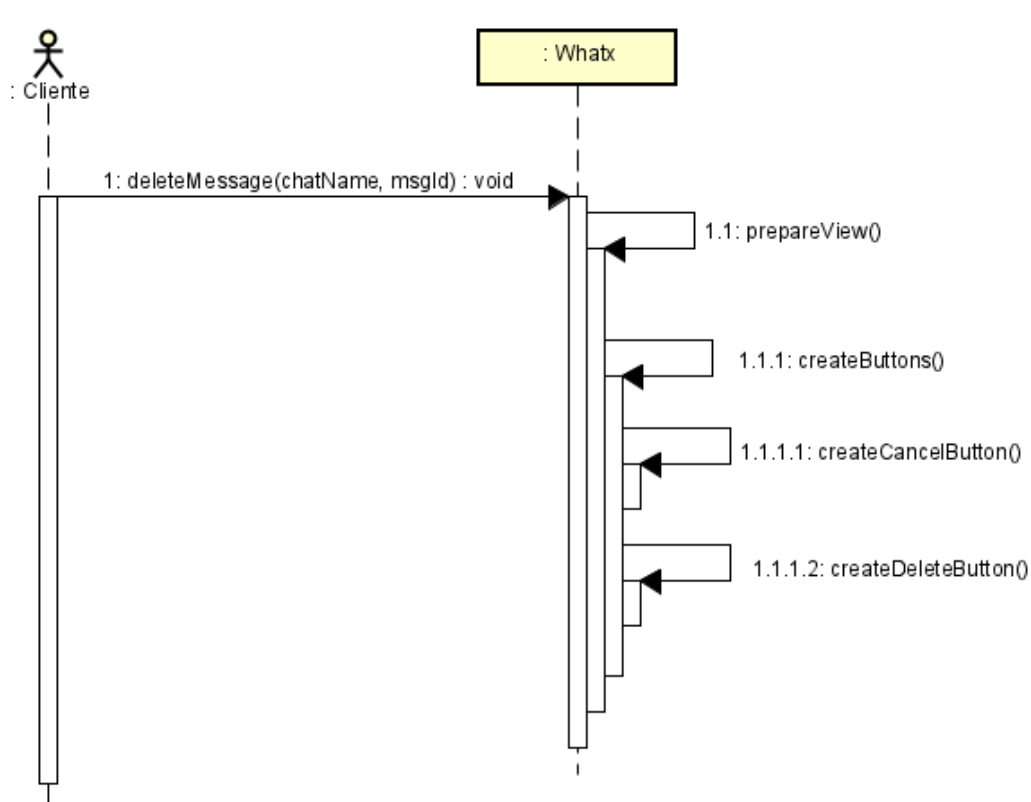 : Cliente
: Whatx
1: deleteMessage(chatName, msgId) : void
1.1: prepareView()
1.1.1: createButtons()
1.1.1.1: createCancelButton()
1.1.1.2: createDeleteButton()